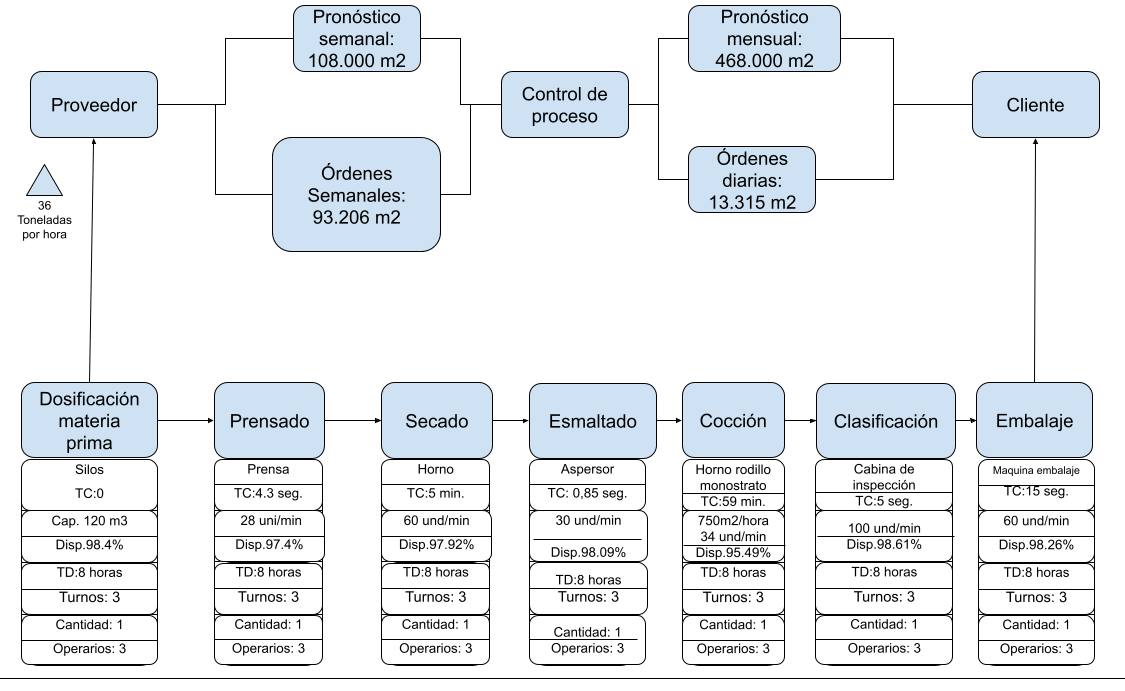 Pronóstico
semanal:
108.000 m2
Pronóstico
mensual:
468.000 m2
Proveedor
Control de
proceso
Cliente
Órdenes
Semanales:
93.206 m2
Órdenes
diarias:
13.315 m2
36
Toneladas
por hora
Dosificación
materia
prima
Silos
TC:0
Cap. 120 m3
Disp.98.4%
TD:8 horas
Turnos: 3
Cantidad: 1
Operarios: 3
Prensado
Prensa
TC:4.3 seg.
28 uni/min
Disp.97.4%
TD:8 horas
Turnos: 3
Cantidad: 1
Operarios: 3
Secado
Horno
TC:5 min.
60 und/min
Disp.97.92%
TD:8 horas
Turnos: 3
Cantidad: 1
Operarios: 3
Esmaltado
Aspersor
TC: 0,85 seg.
30 und/min
Disp.98.09%
TD:8 horas
Turnos: 3
Cantidad: 1
Operarios: 3
Cocción
Horno rodillo
monostrato
TC:59 min.
750m2/hora
34 und/min
Disp.95.49%
TD:8 horas
Turnos: 3
Cantidad: 1
Operarios: 3
Clasificación
Cabina de
inspección
TC:5 seg.
100 und/min
Disp.98.61%
TD:8 horas
Turnos: 3
Cantidad: 1
Operarios: 3
Embalaje
Maquina embalaje
TC:15 seg.
60 und/min
Disp.98.26%
TD:8 horas
Turnos: 3
Cantidad: 1
Operarios: 3